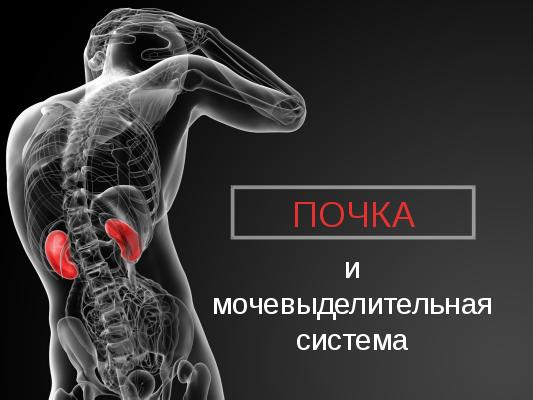 ПОЧКА
и
мочевыделительная
система